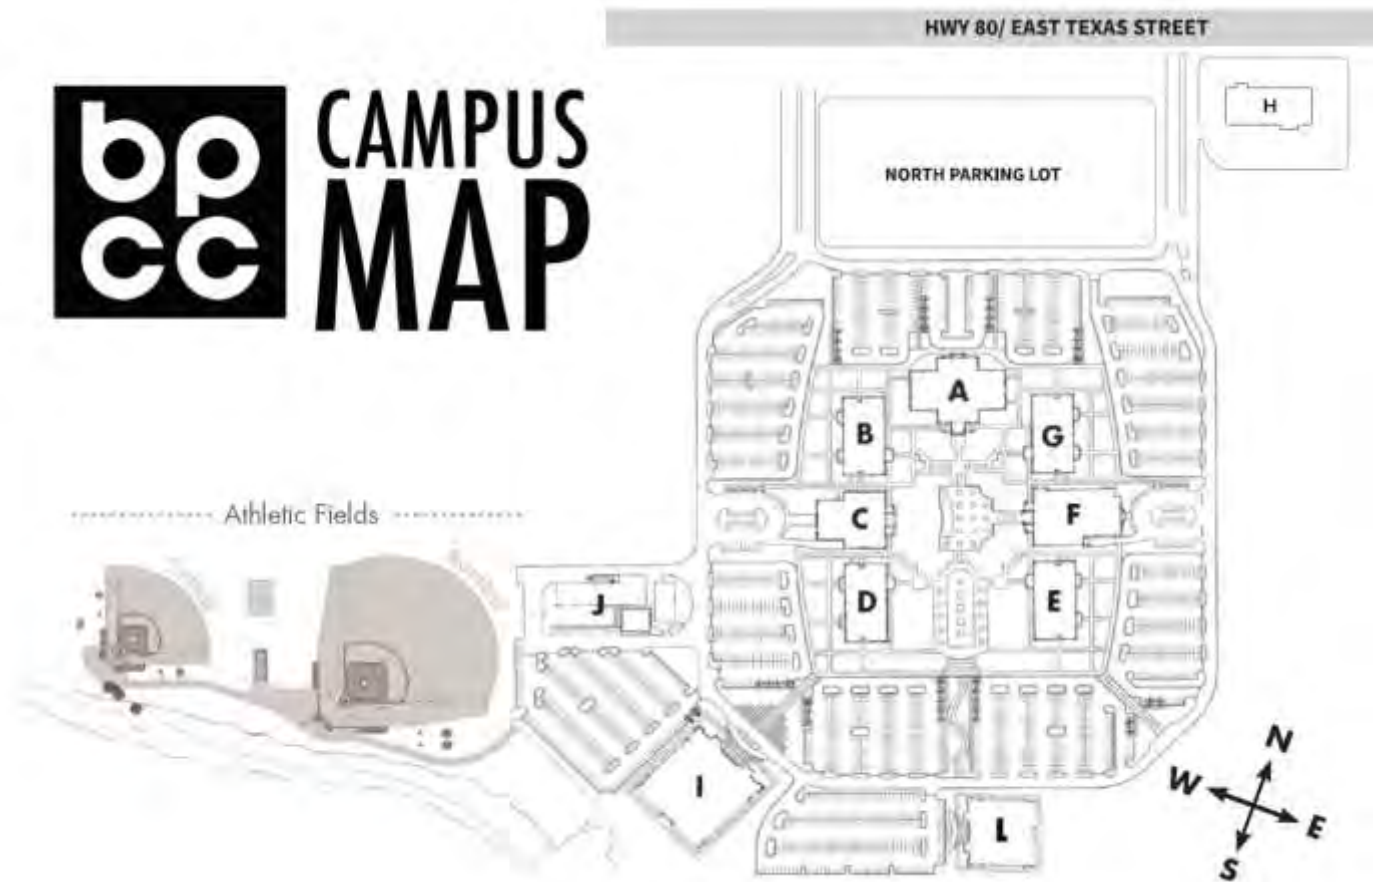 HWY 80/ EAST TEXAS STREET
bp
cc
CAMPUS
MAP
H
NORTH PARKING LOT
A
B
G
C
F
Athletic Fields
J
D
E
I
L
N
W
E
S